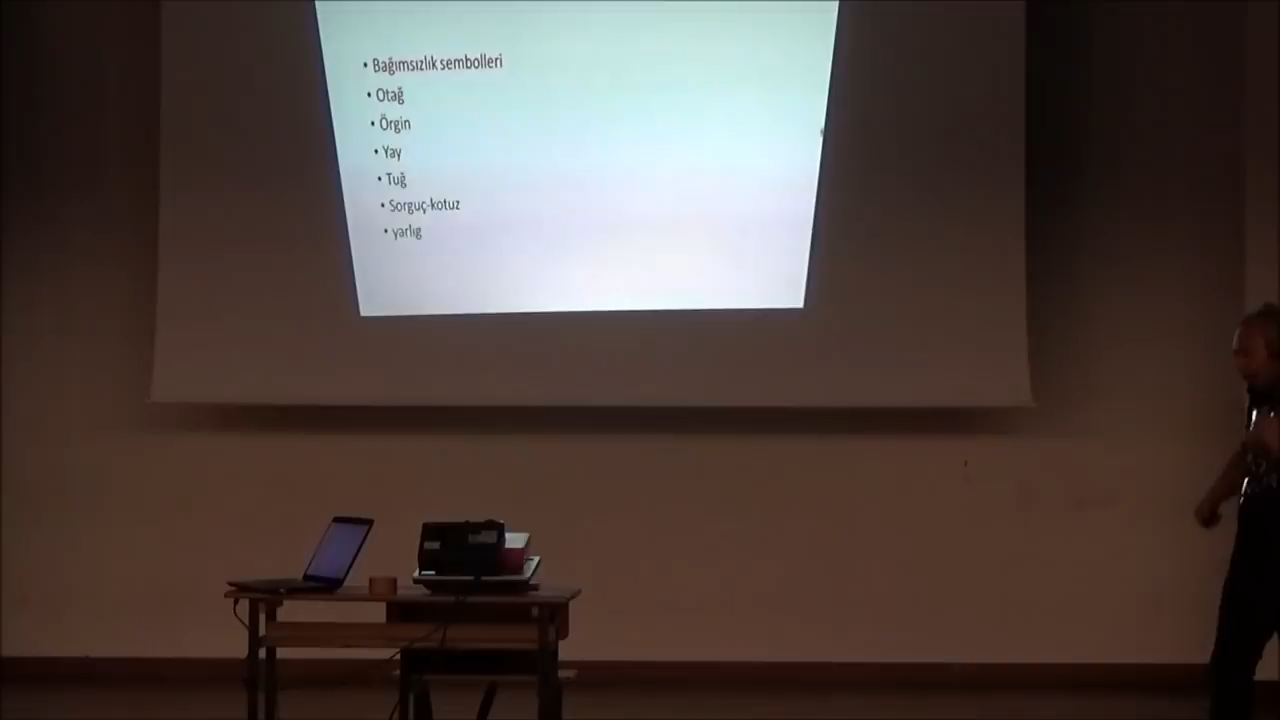 • Bağımsızlık sembolleri
• Otağ
• Örgin
• Yay
• Tuğ
• Sorguç-kotuz
• yarlıg